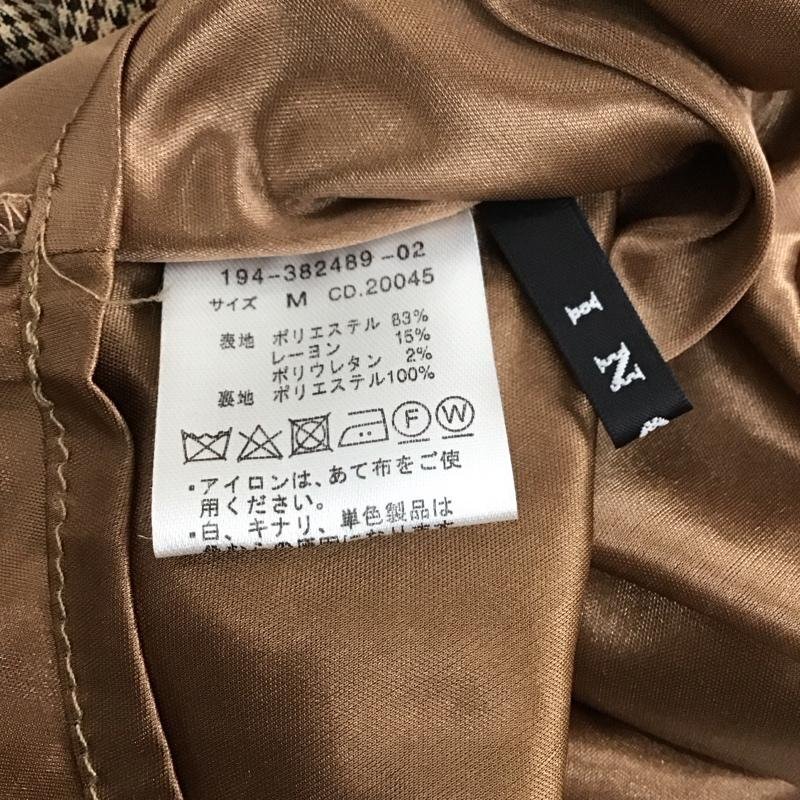 194-382489-02
サイズ M CD.20045
表地 ポリエステル 83%
レーヨン 15%
ポリウレタン 2%
裏地 ポリエステル100%
F W
・アイロンは、あて布をご使
用ください。
・白、キナリ、単色製品は
I N